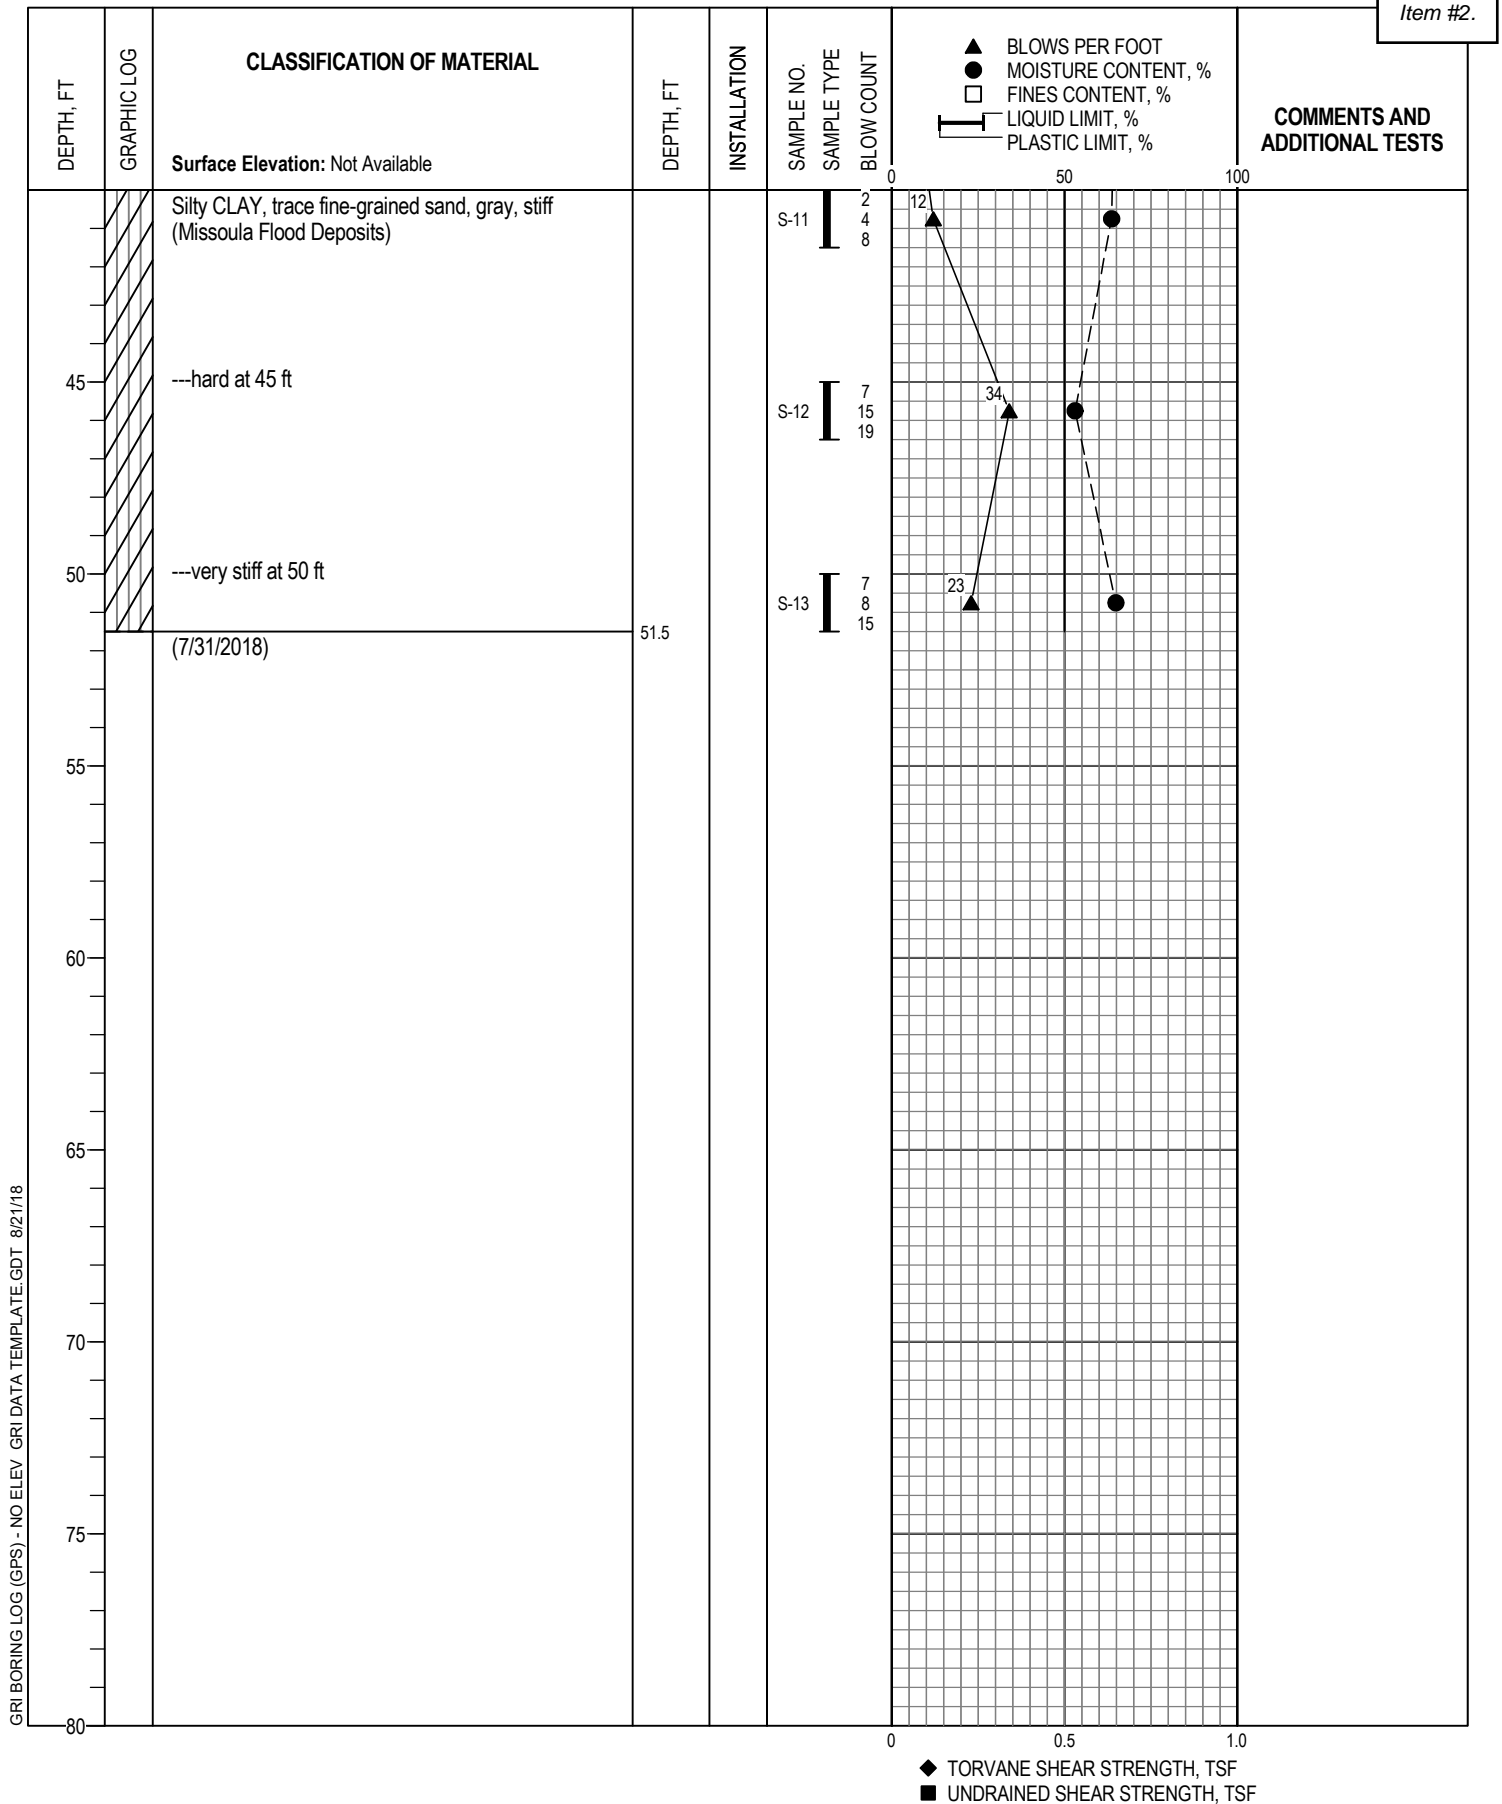 Item #2.
DEPTH, FT
GRAPHIC LOG
CLASSIFICATION OF MATERIAL
Surface Elevation: Not Available
DEPTH, FT
INSTALLATION
SAMPLE NO.
SAMPLE TYPE
BLOW COUNT
▲ BLOWS PER FOOT
● MOISTURE CONTENT, %
□ FINES CONTENT, %
LIQUID LIMIT, %
PLASTIC LIMIT, %
0 50 100
COMMENTS AND
ADDITIONAL TESTS
Silty CLAY, trace fine-grained sand, gray, stiff
(Missoula Flood Deposits)
S-11
2
4
8
12
45
---hard at 45 ft
S-12
7
15
19
34
50
---very stiff at 50 ft
S-13
7
8
15
23
51.5
(7/31/2018)
55
60
65
70
75
80
0 0.5 1.0
◆ TORVANE SHEAR STRENGTH, TSF
■ UNDRAINED SHEAR STRENGTH, TSF
GRI BORING LOG (GPS) - NO ELEV GRI DATA TEMPLATE.GDT 8/21/18